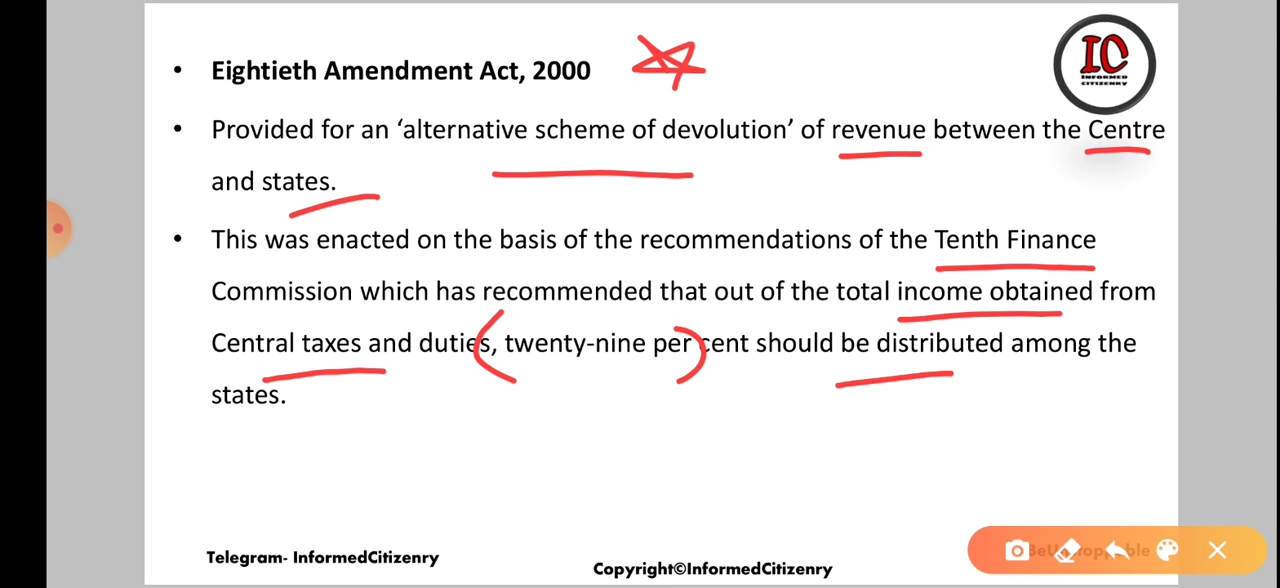 IC
INFORMED
CITIZENRY
• Eightieth Amendment Act, 2000
• Provided for an ‘alternative scheme of devolution’ of revenue between the Centre
and states.
• This was enacted on the basis of the recommendations of the Tenth Finance
Commission which has recommended that out of the total income obtained from
Central taxes and duties, twenty-nine per cent should be distributed among the
states.
Telegram- InformedCitizenry
Copyright©InformedCitizenry